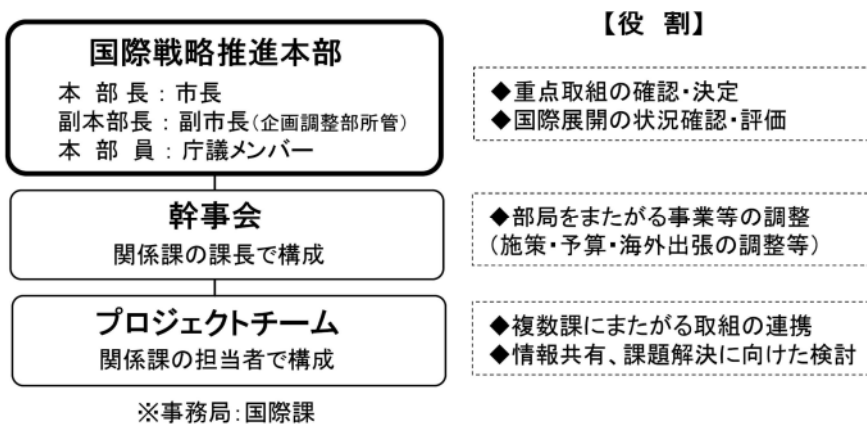 【役 割】
国際戦略推進本部
本 部 長 : 市長
副本部長 : 副市長(企画調整部所管)
本 部 員 : 庁議メンバー
◆重点取組の確認・決定
◆国際展開の状況確認・評価
幹事会
関係課の課長で構成
◆部局をまたがる事業等の調整
(施策・予算・海外出張の調整等)
プロジェクトチーム
関係課の担当者で構成
◆複数課にまたがる取組の連携
◆情報共有、課題解決に向けた検討
※事務局:国際課